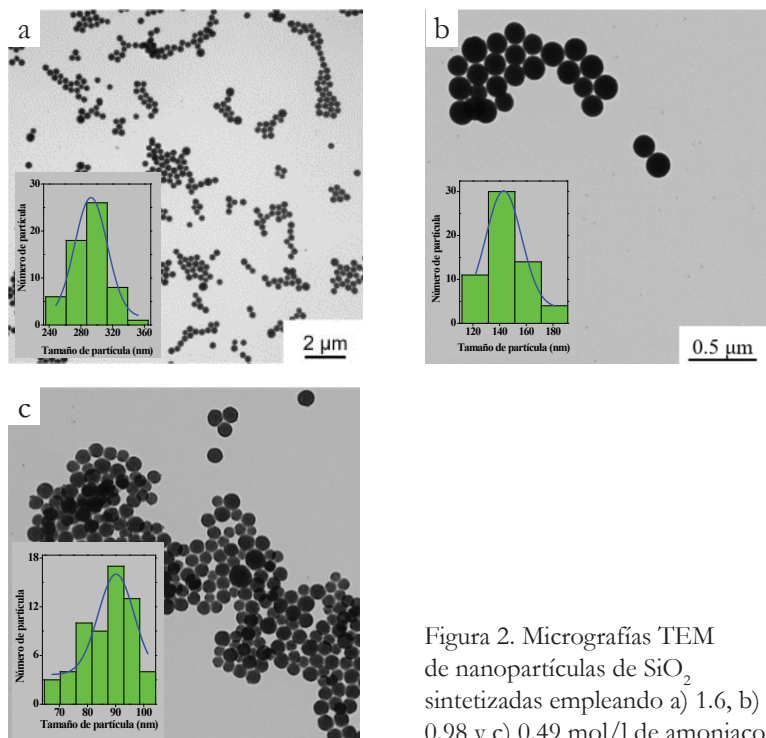 a
30
20
10
0
Número de partícula
240 280 320 360
Tamaño de partícula (nm)
2 μm
b
30
20
10
0
Número de partícula
120 140 160 180
Tamaño de partícula (nm)
0.5 μm
c
18
12
6
0
Número de partícula
70 80 90 100
Tamaño de partícula (nm)
Figura 2. Micrografías TEM
de nanopartículas de SiO2
sintetizadas empleando a) 1.6, b)
0.98 y c) 0.49 mol/l de amoniaco